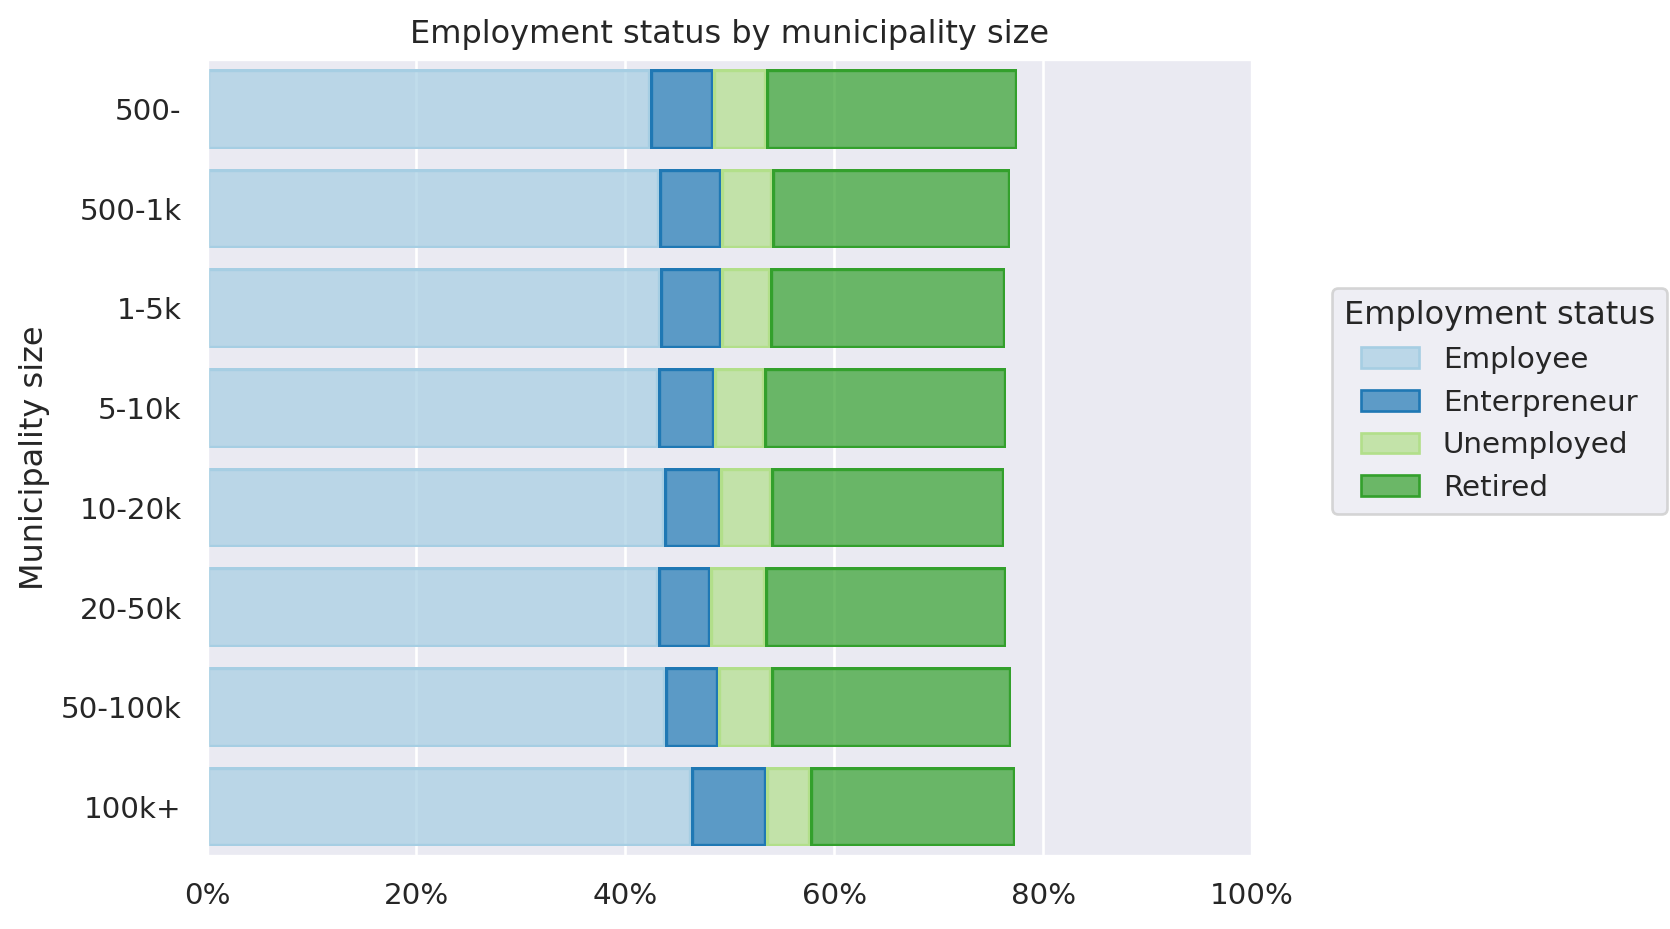 Employment status by municipality size
Municipality size
500-
500-1k
1-5k
5-10k
10-20k
20-50k
50-100k
100k+
0% 20% 40% 60% 80% 100%
Employment status
Employee
Enterpreneur
Unemployed
Retired